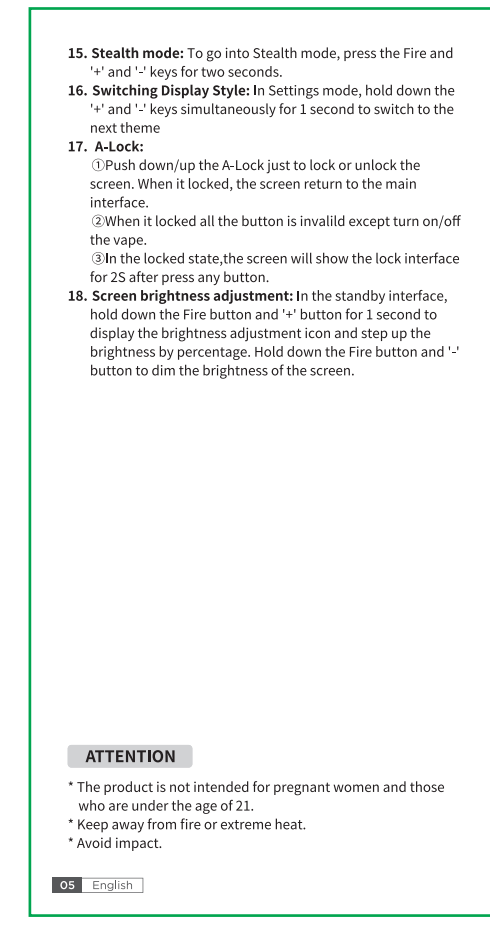 15. Stealth mode: To go into Stealth mode, press the Fire and
'+' and '-' keys for two seconds.
16. Switching Display Style: In Settings mode, hold down the
'+' and '-' keys simultaneously for 1 second to switch to the
next theme
17. A-Lock:
①Push down/up the A-Lock just to lock or unlock the
screen. When it locked, the screen return to the main
interface.
②When it locked all the button is invalild except turn on/off
the vape.
③In the locked state,the screen will show the lock interface
for 2S after press any button.
18. Screen brightness adjustment: In the standby interface,
hold down the Fire button and '+' button for 1 second to
display the brightness adjustment icon and step up the
brightness by percentage. Hold down the Fire button and '-'
button to dim the brightness of the screen.
ATTENTION
* The product is not intended for pregnant women and those
who are under the age of 21.
* Keep away from fire or extreme heat.
* Avoid impact.
05 English